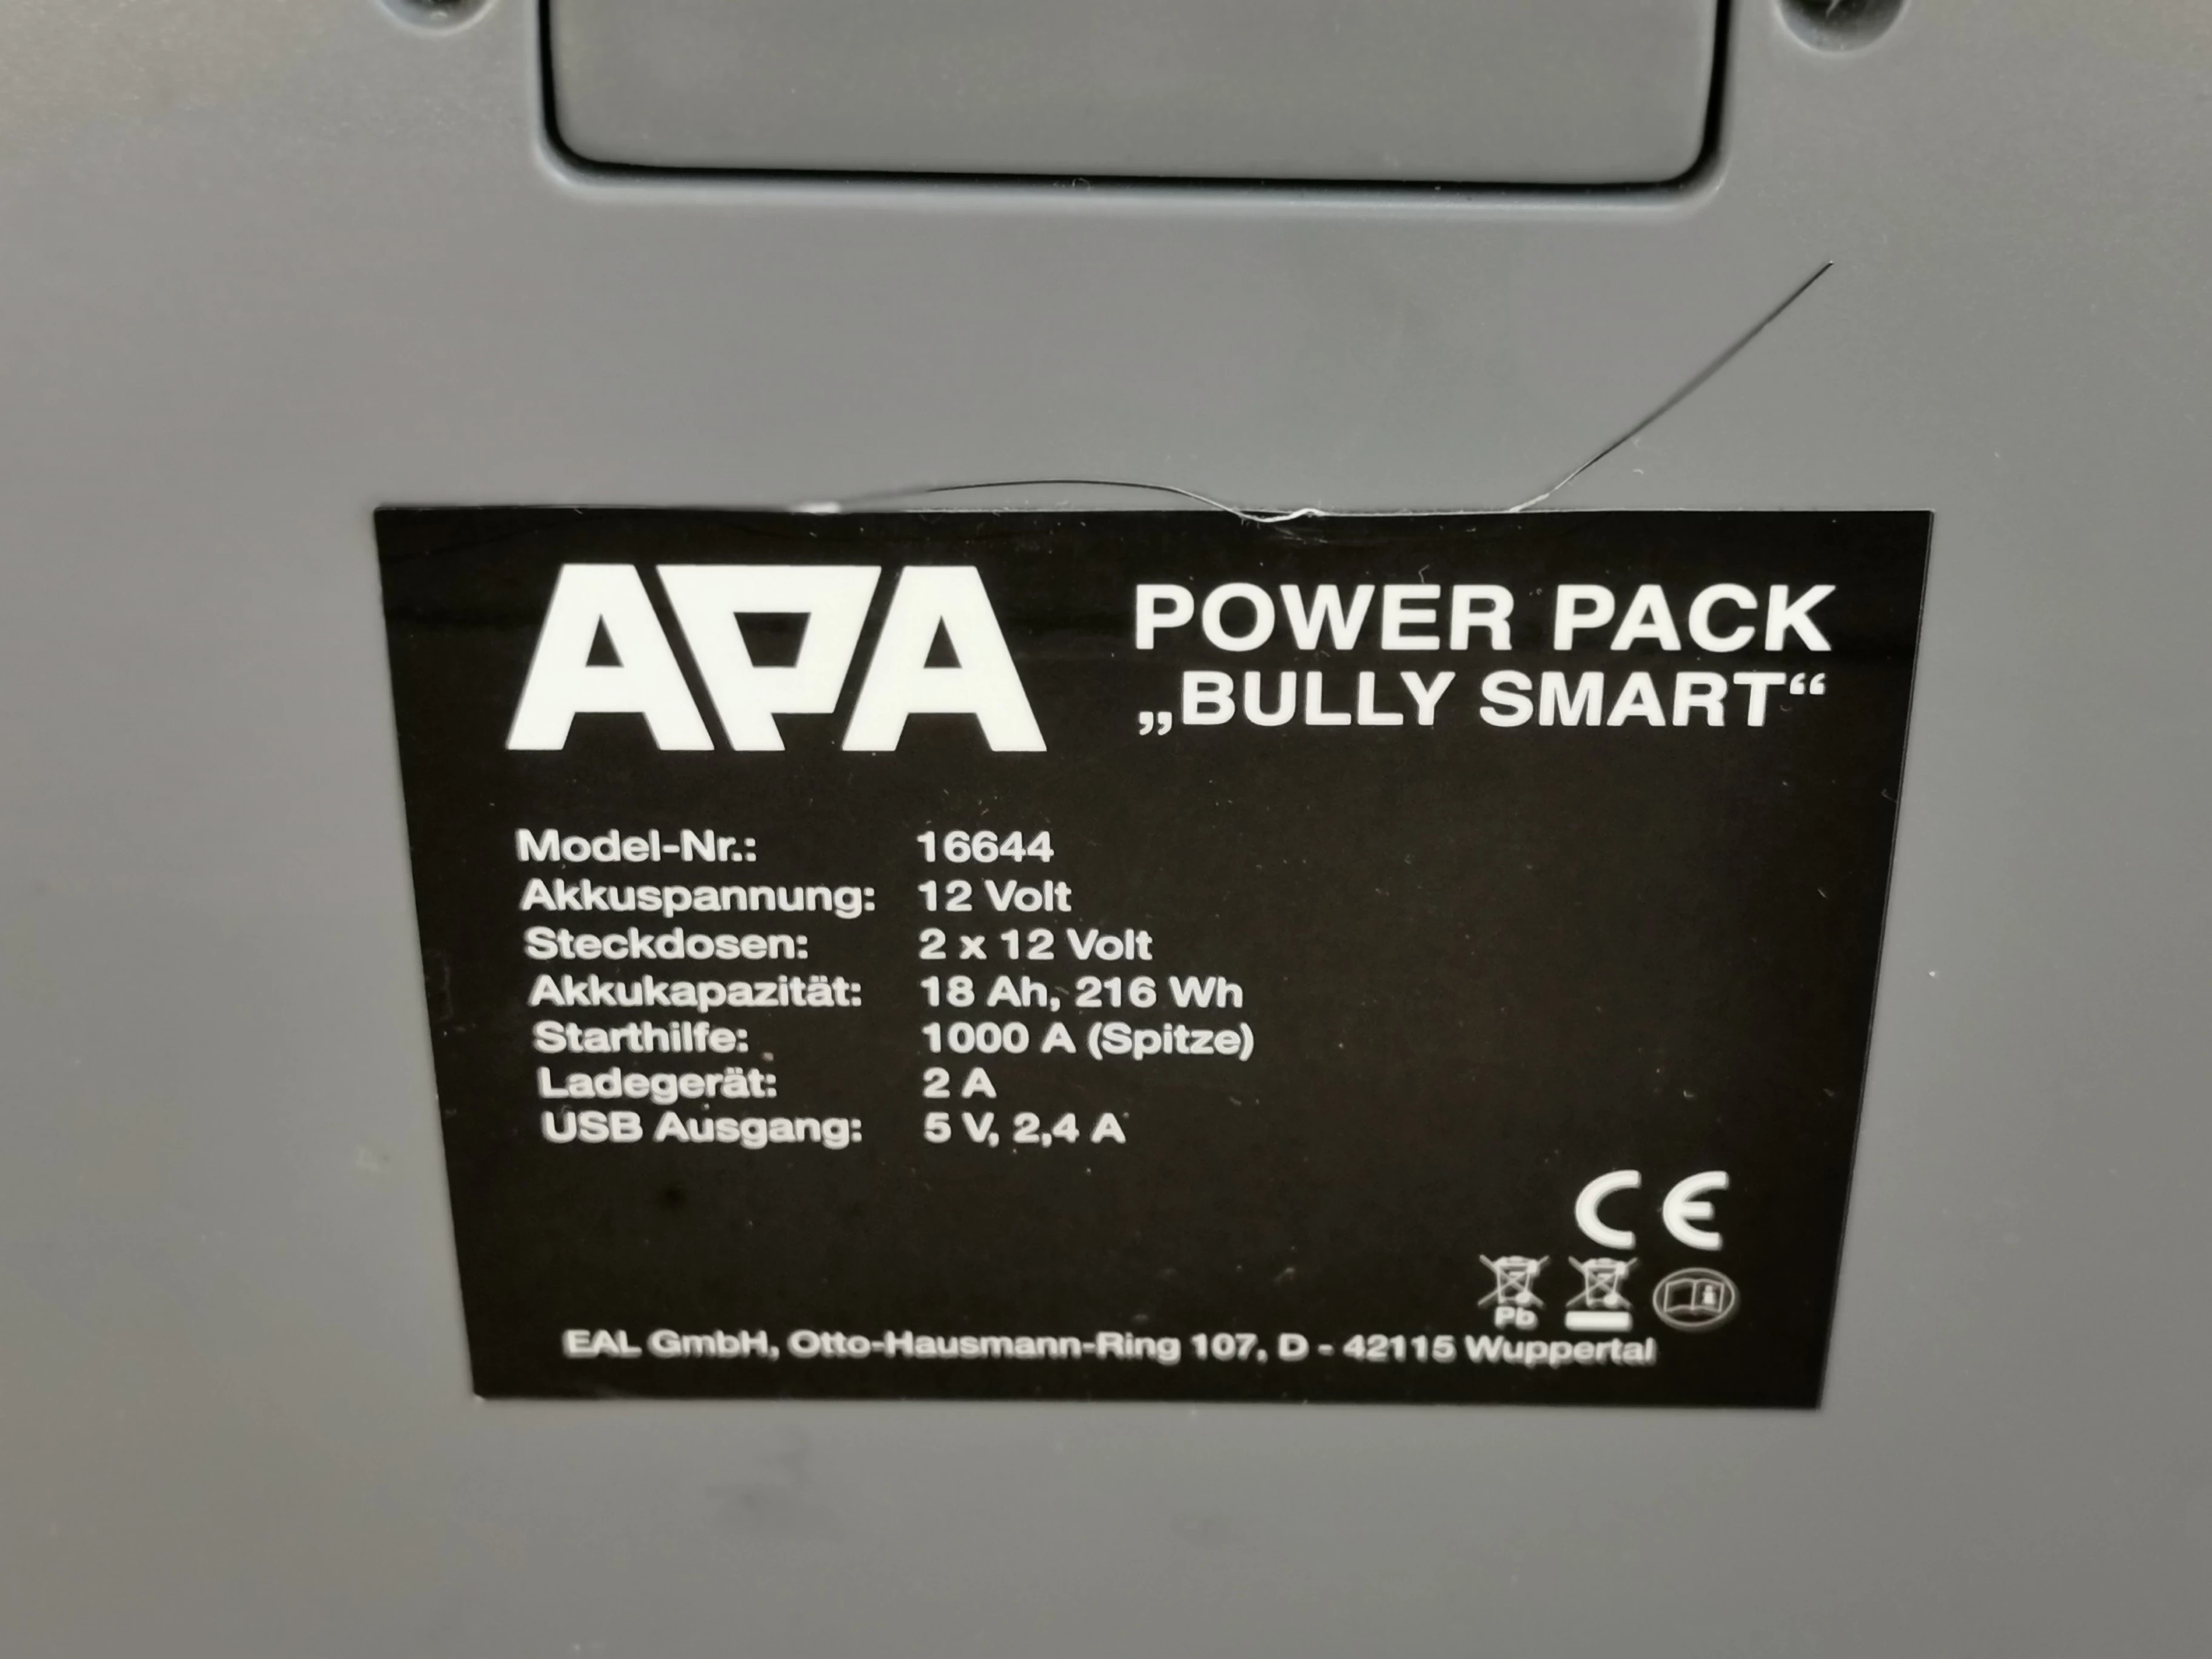 APA
POWER PACK
„BULLY SMART“
Model-Nr.: 16644
Akkuspannung: 12 Volt
Steckdosen: 2 x 12 Volt
Akkukapazität: 18 Ah, 216 Wh
Starthilfe: 1000 A (Spitze)
Ladegerät: 2 A
USB Ausgang: 5 V, 2,4 A
CE
Pb
EAL GmbH, Otto-Hausmann-Ring 107, D - 42115 Wuppertal